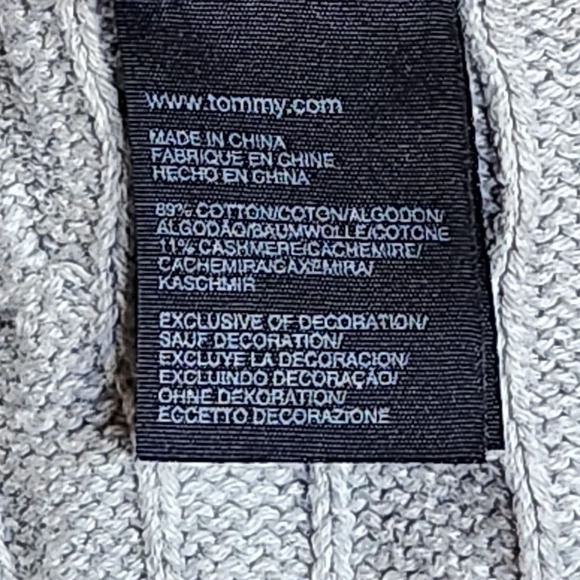 www.tommy.com
MADE IN CHINA
FABRIQUE EN CHINE
HECHO EN CHINA
89% COTTON/COTON/ALGODON/
ALGODÃO/BAUMWOLLE/COTONE
11% CASHMERE/CACHEMIRE/
CACHEMIRA/CAXEMIRA/
KASCHMIR
EXCLUSIVE OF DECORATION/
SAUF DECORATION/
EXCLUYE LA DECORACION/
EXCLUINDO DECORAÇAO/
OHNE DEKORATION/
ECCETTO DECORAZIONE